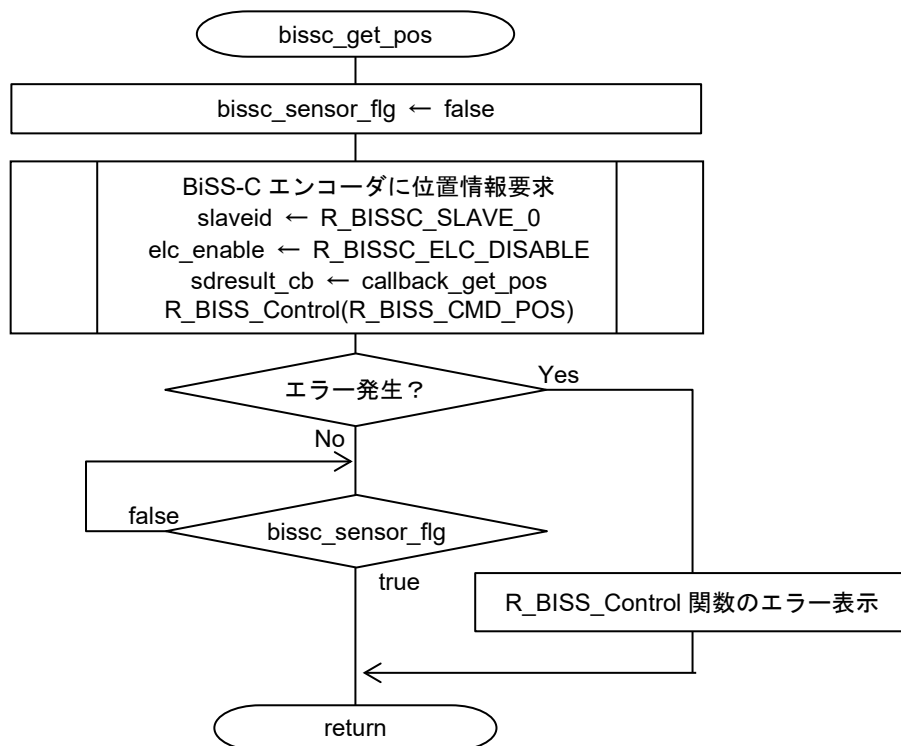 bissc_get_pos
bissc_sensor_flg ← false
BiSS-C エンコーダに位置情報要求
slaveid ← R_BISSC_SLAVE_0
elc_enable ← R_BISSC_ELC_DISABLE
sdresult_cb ← callback_get_pos
R_BISS_Control(R_BISS_CMD_POS)
エラー発生？
Yes
No
false
bissc_sensor_flg
true
R_BISS_Control 関数のエラー表示
return